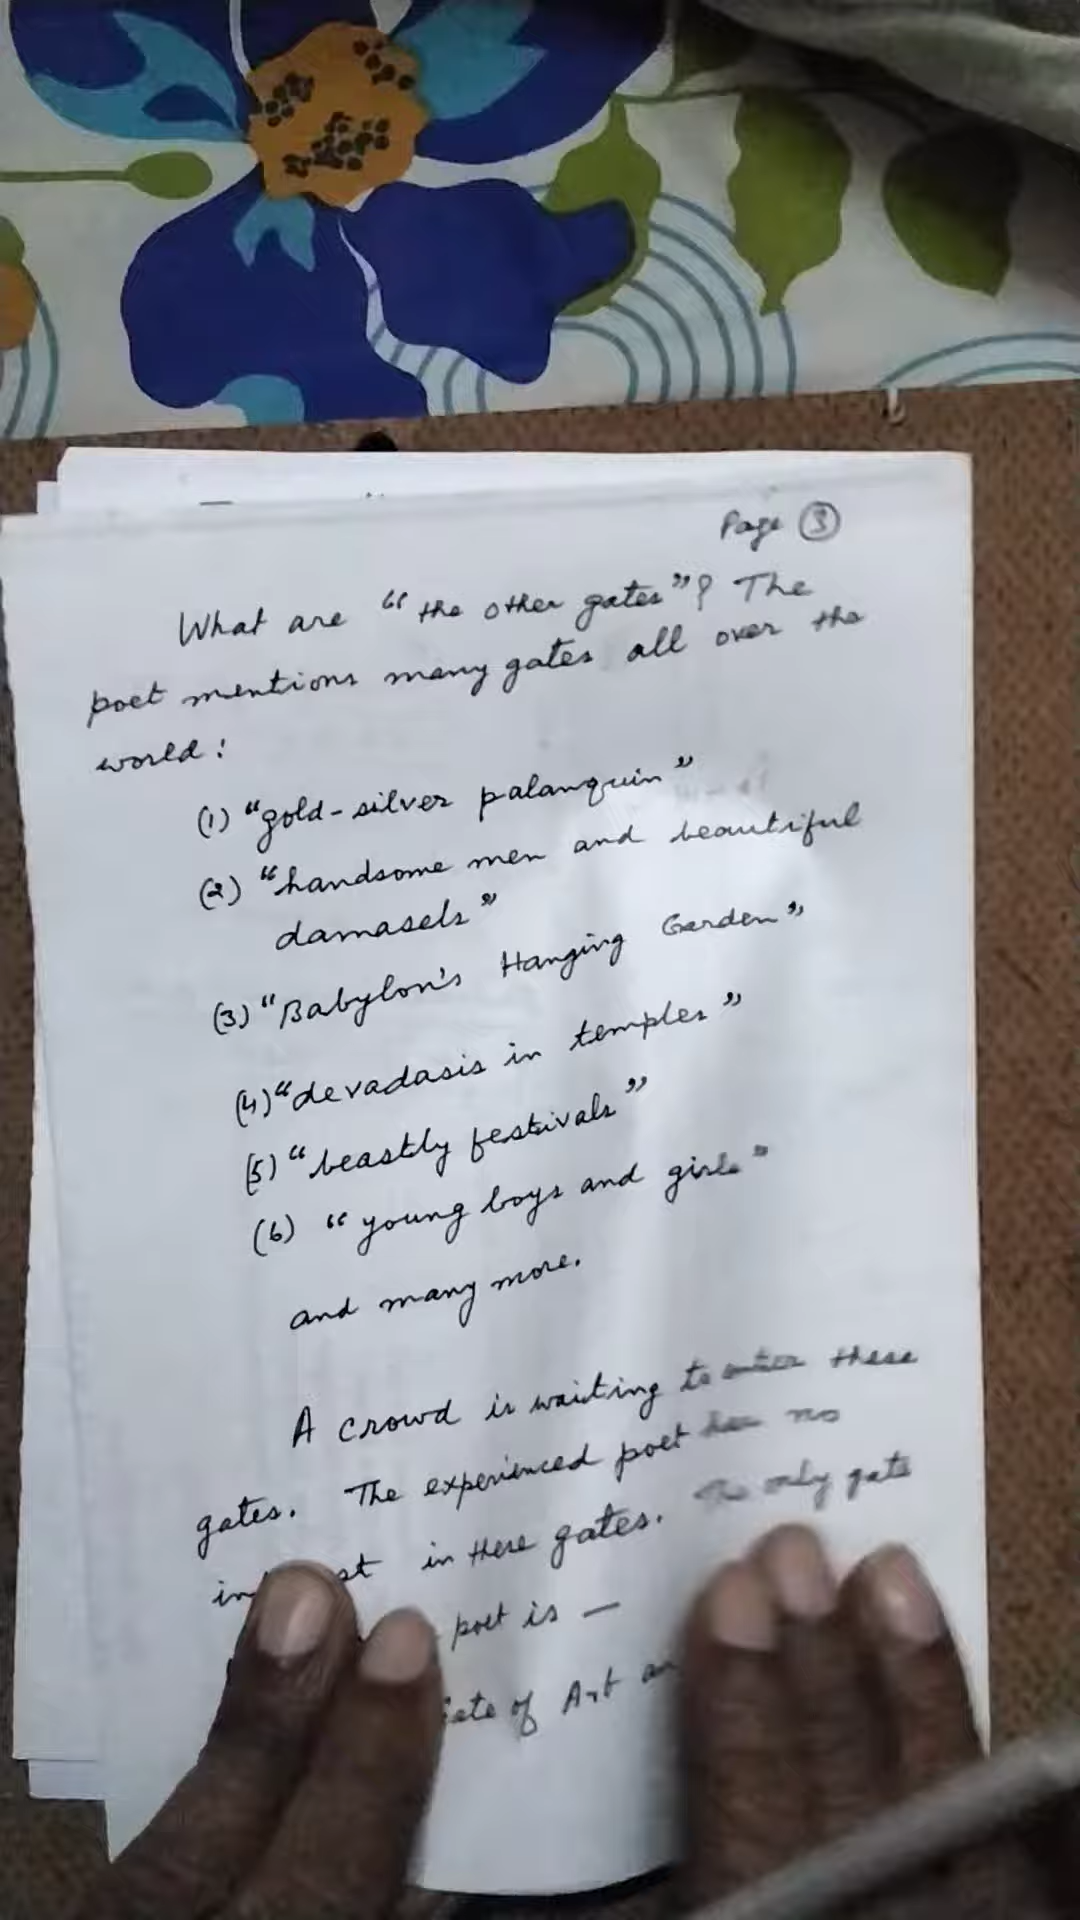 Page 3
What are "the other gates"? The
poet mentions many gates all over the
world:
(1) "gold-silver palanquin"
(2) "handsome men and beautiful
damasels"
(3) "Babylon's Hanging Garden"
(4) "devadasis in temples"
(5) "beastly festivals"
(6) "young boys and girls"
and many more.
A crowd is waiting to enter these
gates. The experienced poet has no
in these gates. The only gate
poet is —
of Art